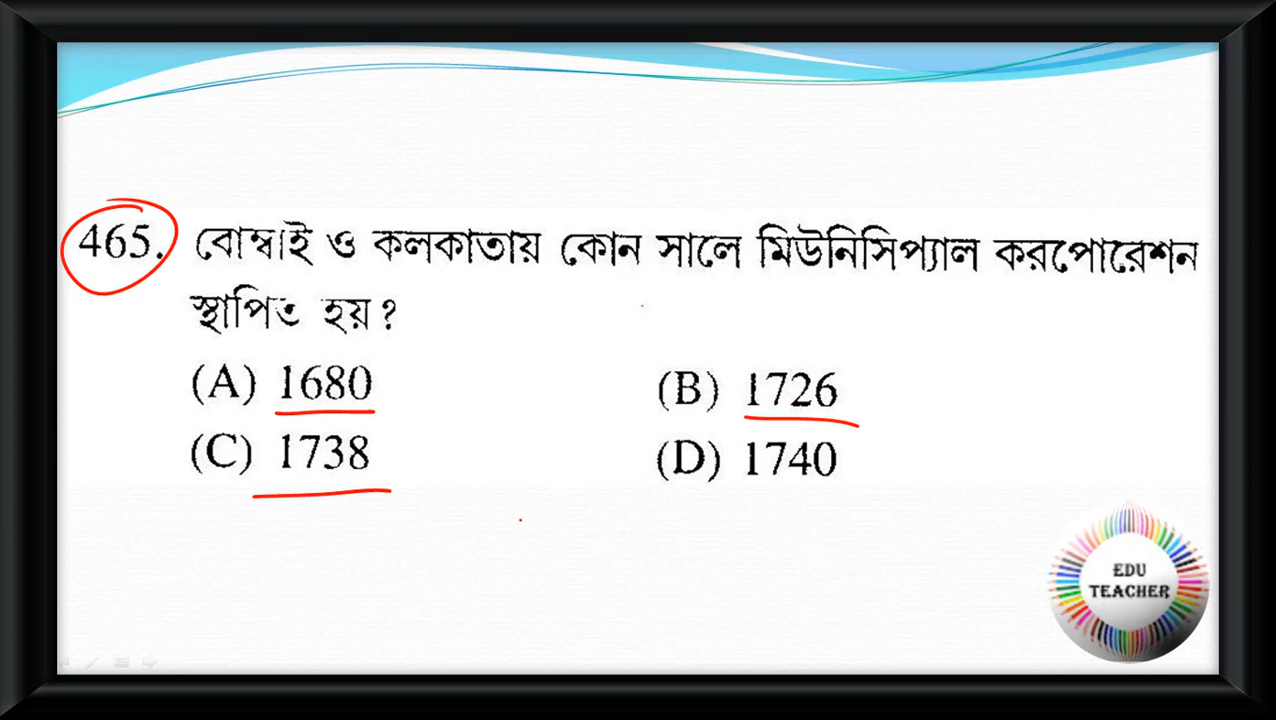 465. বোম্বাই ও কলকাতায় কোন সালে মিউনিসিপ্যাল করপোরেশন
স্থাপিত হয় ?
(A) 1680 (B) 1726
(C) 1738 (D) 1740
EDU
TEACHER